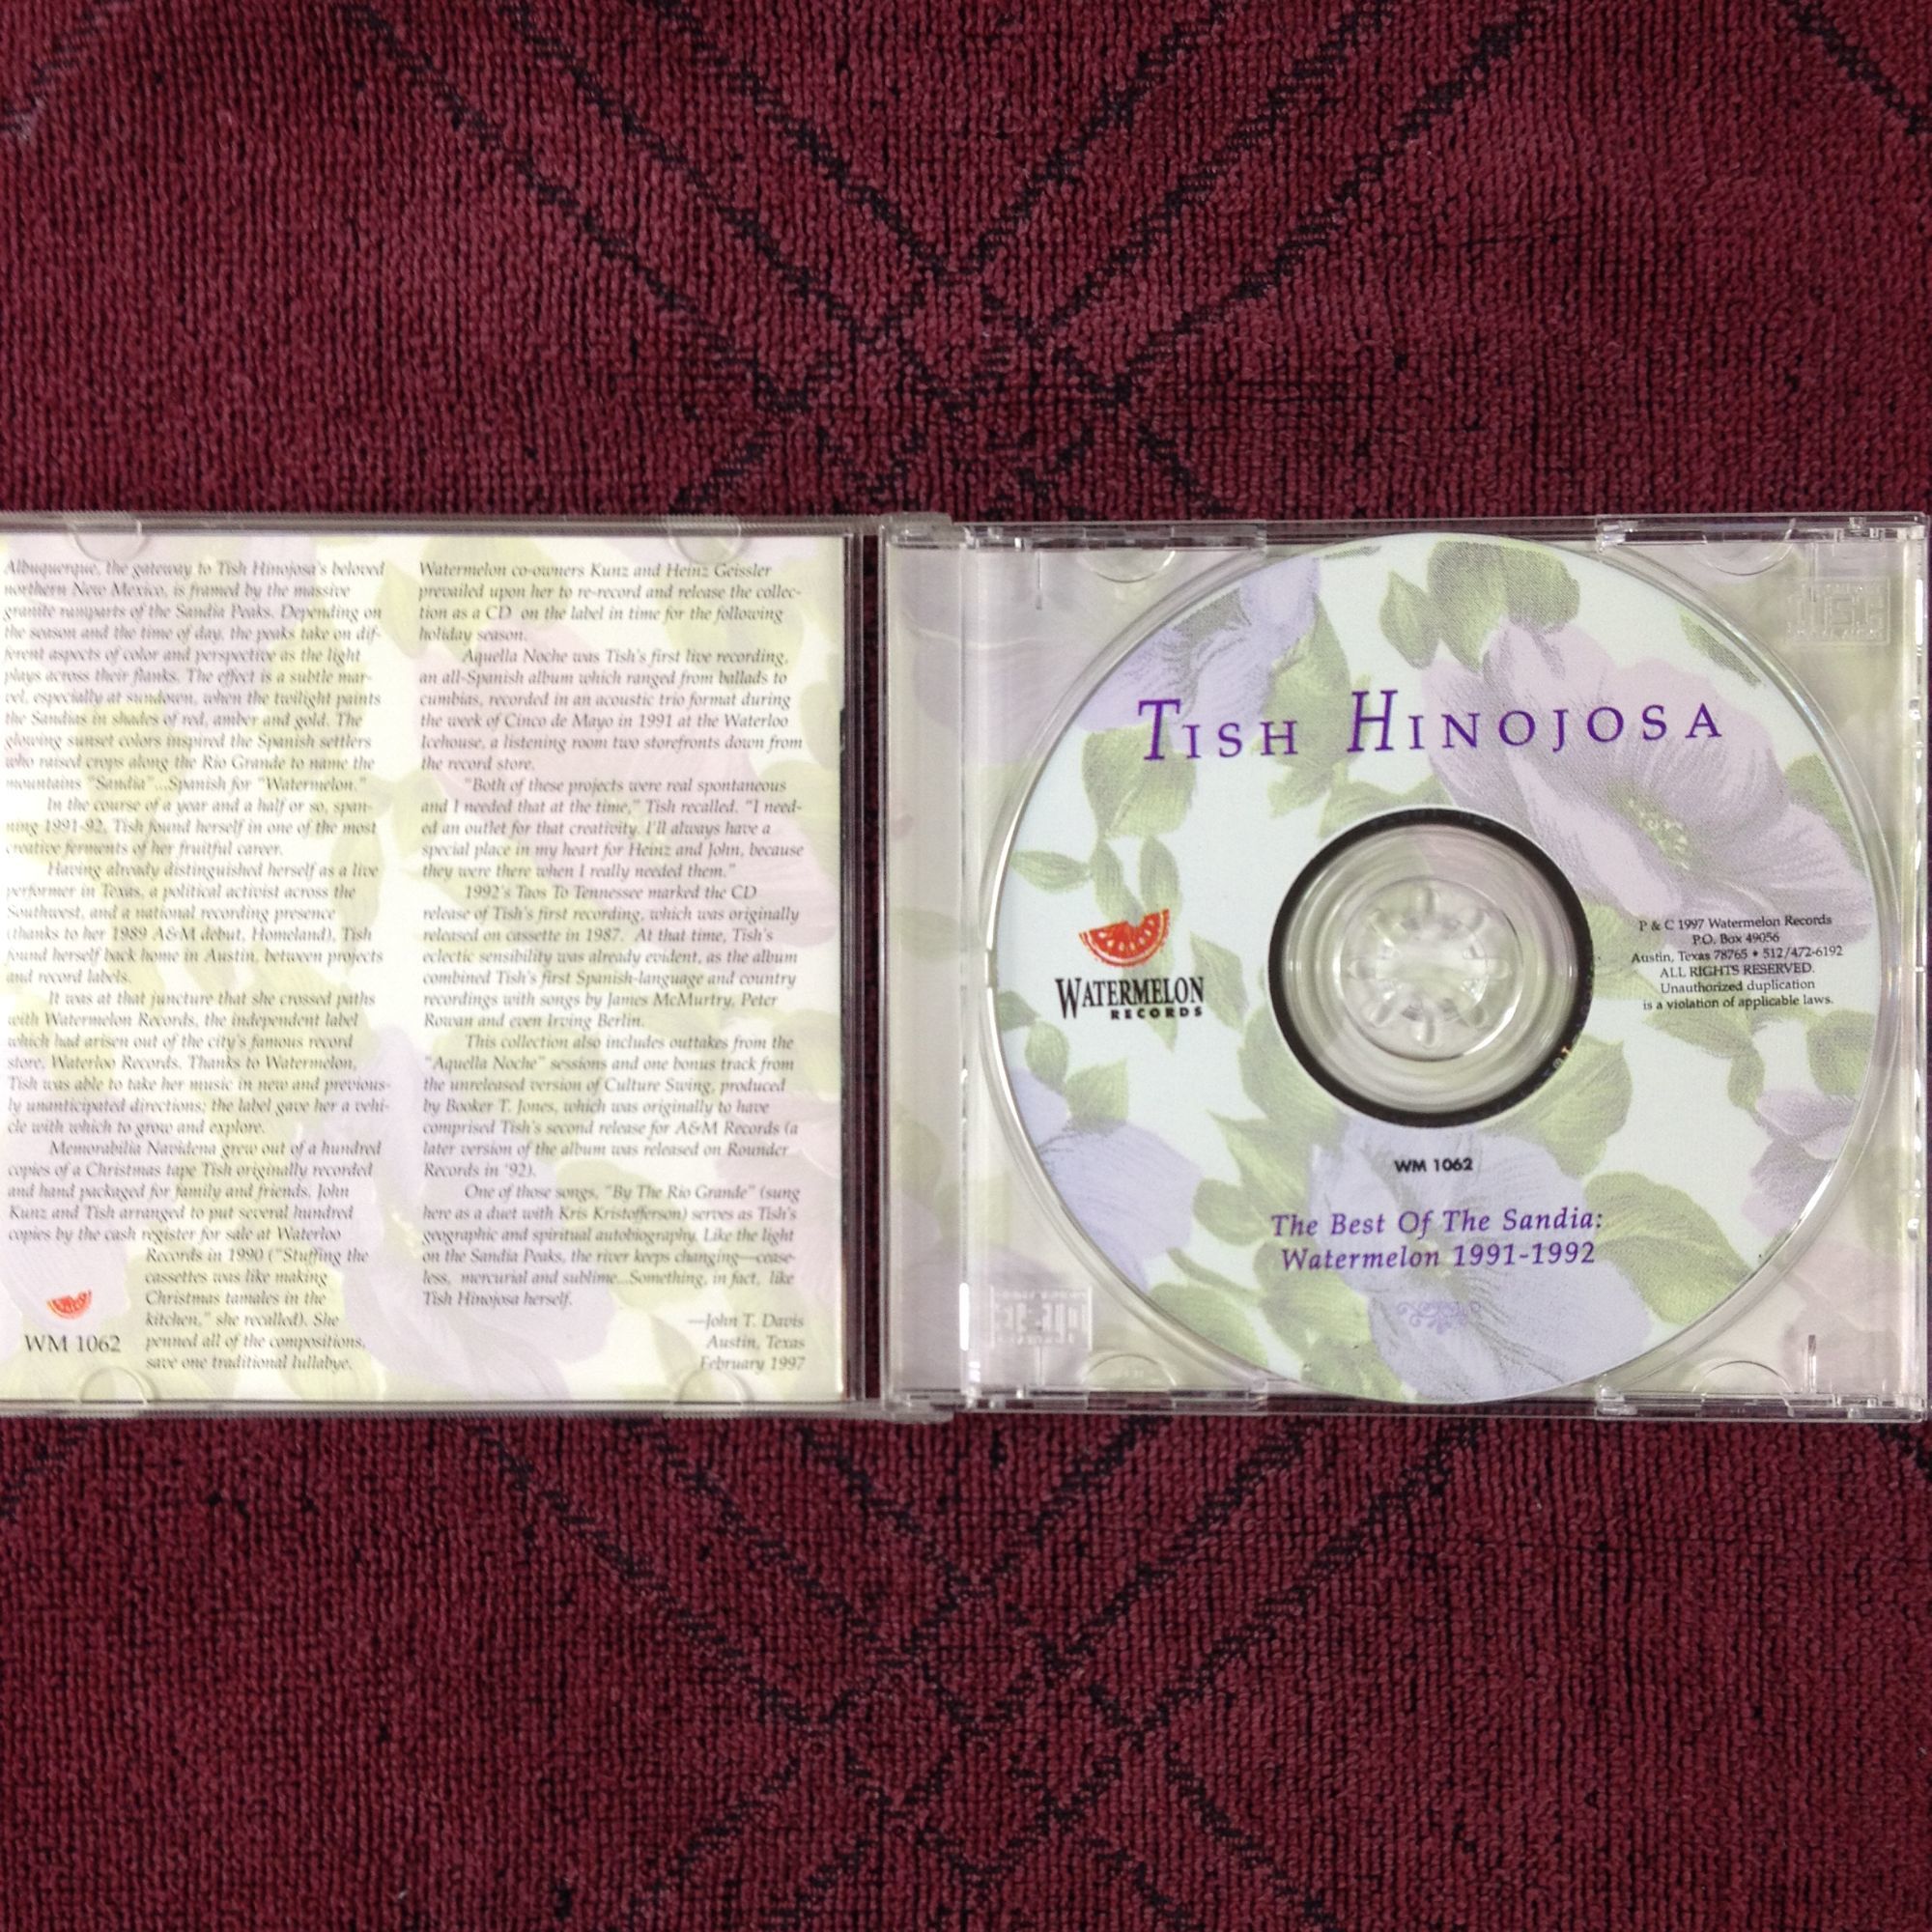 Albuquerque, the gateway to Tish Hinojosa's beloved
northern New Mexico, is framed by the massive
granite ramparts of the Sandia Peaks. Depending on
the season and the time of day, the peaks take on dif-
ferent aspects of color and perspective as the light
plays across their flanks. The effect is a subtle mar-
vel, especially at sundown, when the twilight paints
the Sandias in shades of red, amber and gold. The
glowing sunset colors inspired the Spanish settlers
who raised crops along the Rio Grande to name the
mountains "Sandia"...Spanish for "Watermelon."
In the course of a year and a half or so, span-
ning 1991-92, Tish found herself in one of the most
creative ferments of her fruitful career.
Having already distinguished herself as a live
performer in Texas, a political activist across the
Southwest, and a national recording presence
(thanks to her 1989 A&M debut, Homeland), Tish
found herself back home in Austin, between projects
and record labels.
It was at that juncture that she crossed paths
with Watermelon Records, the independent label
which had arisen out of the city's famous record
store, Waterloo Records. Thanks to Watermelon,
Tish was able to take her music in new and previous-
ly unanticipated directions; the label gave her a vehi-
cle with which to grow and explore.
Memorabilia Navidena grew out of a hundred
copies of a Christmas tape Tish originally recorded
and hand packaged for family and friends. John
Kunz and Tish arranged to put several hundred
copies by the cash register for sale at Waterloo
Records in 1990 ("Stuffing the
cassettes was like making
Christmas tamales in the
kitchen," she recalled). She
penned all of the compositions,
save one traditional lullabye.
WM 1062
Watermelon co-owners Kunz and Heinz Geissler
prevailed upon her to re-record and release the collec-
tion as a CD on the label in time for the following
holiday season.
Aquella Noche was Tish's first live recording,
an all-Spanish album which ranged from ballads to
cumbias, recorded in an acoustic trio format during
the week of Cinco de Mayo in 1991 at the Waterloo
Icehouse, a listening room two storefronts down from
the record store.
"Both of these projects were real spontaneous
and I needed that at the time," Tish recalled. "I need-
ed an outlet for that creativity. I'll always have a
special place in my heart for Heinz and John, because
they were there when I really needed them."
1992's Taos To Tennessee marked the CD
release of Tish's first recording, which was originally
released on cassette in 1987. At that time, Tish's
eclectic sensibility was already evident, as the album
combined Tish's first Spanish-language and country
recordings with songs by James McMurtry, Peter
Rowan and even Irving Berlin.
This collection also includes outtakes from the
"Aquella Noche" sessions and one bonus track from
the unreleased version of Culture Swing, produced
by Booker T. Jones, which was originally to have
comprised Tish's second release for A&M Records (a
later version of the album was released on Rounder
Records in '92).
One of those songs, "By The Rio Grande" (sung
here as a duet with Kris Kristofferson) serves as Tish's
geographic and spiritual autobiography. Like the light
on the Sandia Peaks, the river keeps changing—cease-
less, mercurial and sublime...Something, in fact, like
Tish Hinojosa herself.
—John T. Davis
Austin, Texas
February 1997
TISH HINOJOSA
WATERMELON
RECORDS
P & C 1997 Watermelon Records
P.O. Box 49056
Austin, Texas 78765 • 512/472-6192
ALL RIGHTS RESERVED.
Unauthorized duplication
is a violation of applicable laws.
WM 1062
The Best Of The Sandia:
Watermelon 1991-1992